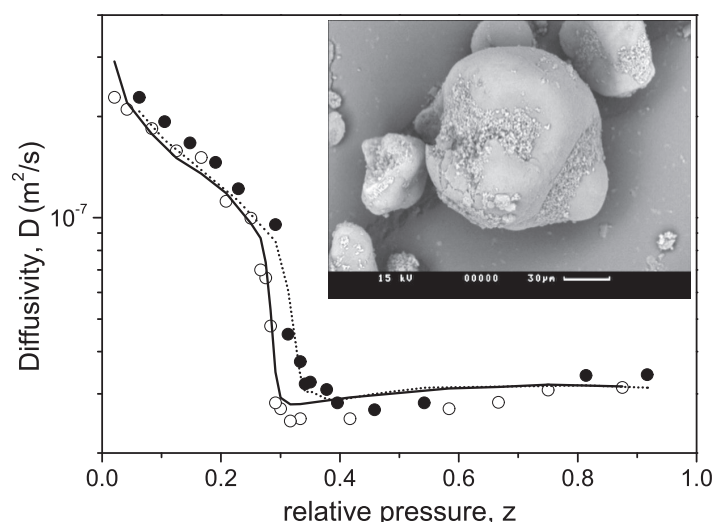 Diffusivity, D (m²/s)
10⁻⁷
15 kV 00000 30µm
0.0 0.2 0.4 0.6 0.8 1.0
relative pressure, z